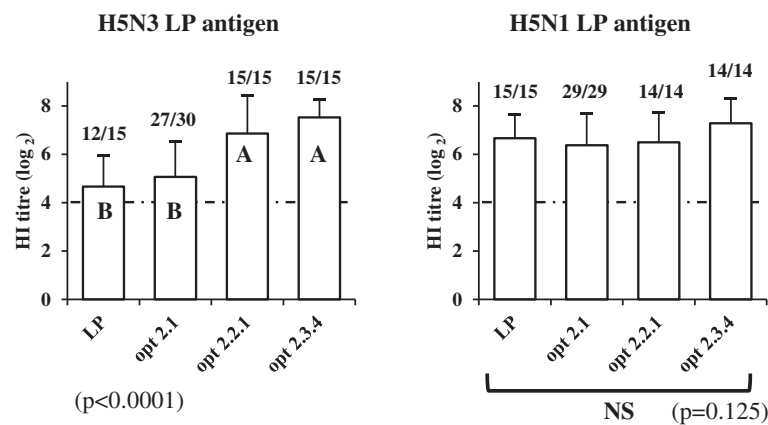 H5N3 LP antigen
HI titre (log 2)
8
6
4
2
0
12/15
27/30
15/15
15/15
B
B
A
A
LP
opt 2.1
opt 2.2.1
opt 2.3.4
(p<0.0001)
H5N1 LP antigen
HI titre (log 2)
8
6
4
2
0
15/15
29/29
14/14
14/14
LP
opt 2.1
opt 2.2.1
opt 2.3.4
NS (p=0.125)